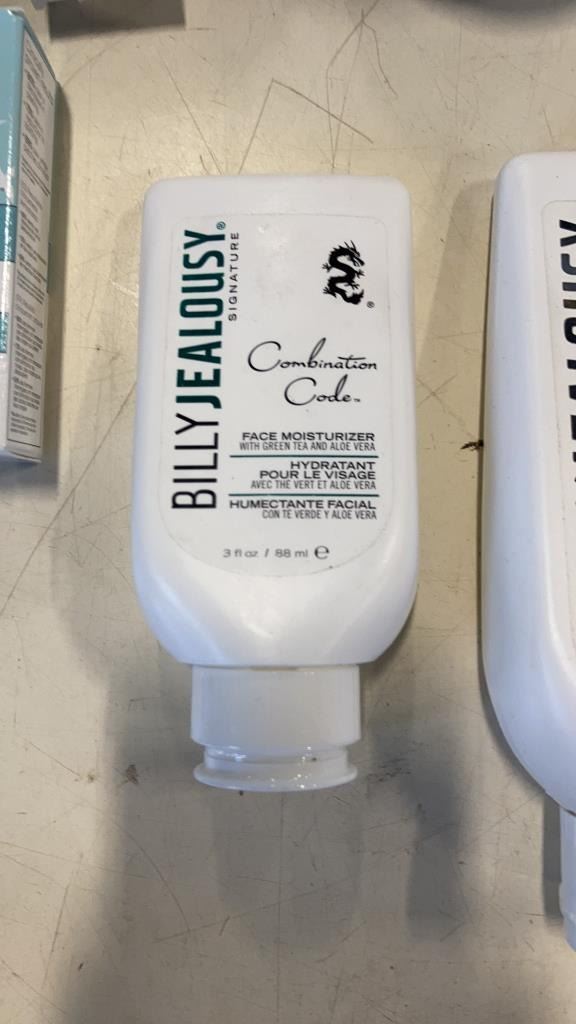 BILLY JEALOUSY®
SIGNATURE
®
Combination
Code™
FACE MOISTURIZER
WITH GREEN TEA AND ALOE VERA
HYDRATANT
POUR LE VISAGE
AVEC THÉ VERT ET ALOE VERA
HUMECTANTE FACIAL
CON TE VERDE Y ALOE VERA
3 fl oz / 88 ml ℮